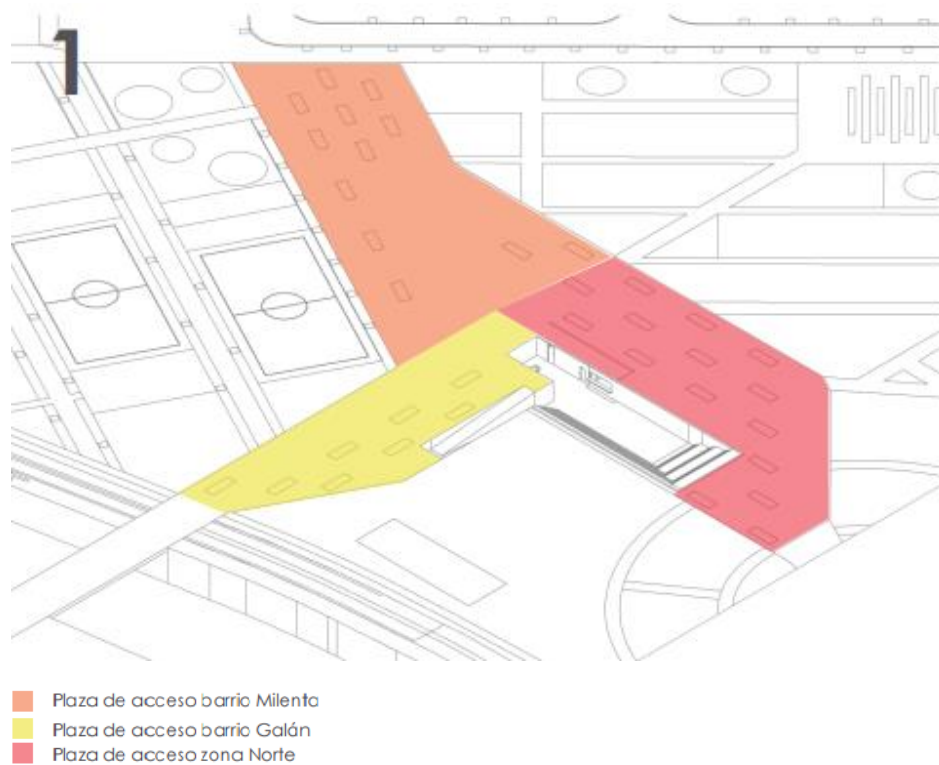 1
Plaza de acceso barrio Milenta
Plaza de acceso barrio Galán
Plaza de acceso zona Norte